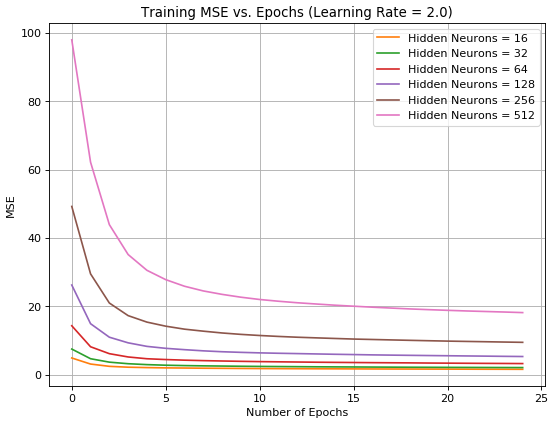 Training MSE vs. Epochs (Learning Rate = 2.0)
Hidden Neurons = 16
Hidden Neurons = 32
Hidden Neurons = 64
Hidden Neurons = 128
Hidden Neurons = 256
Hidden Neurons = 512
MSE
100
80
60
40
20
0
0 5 10 15 20 25
Number of Epochs